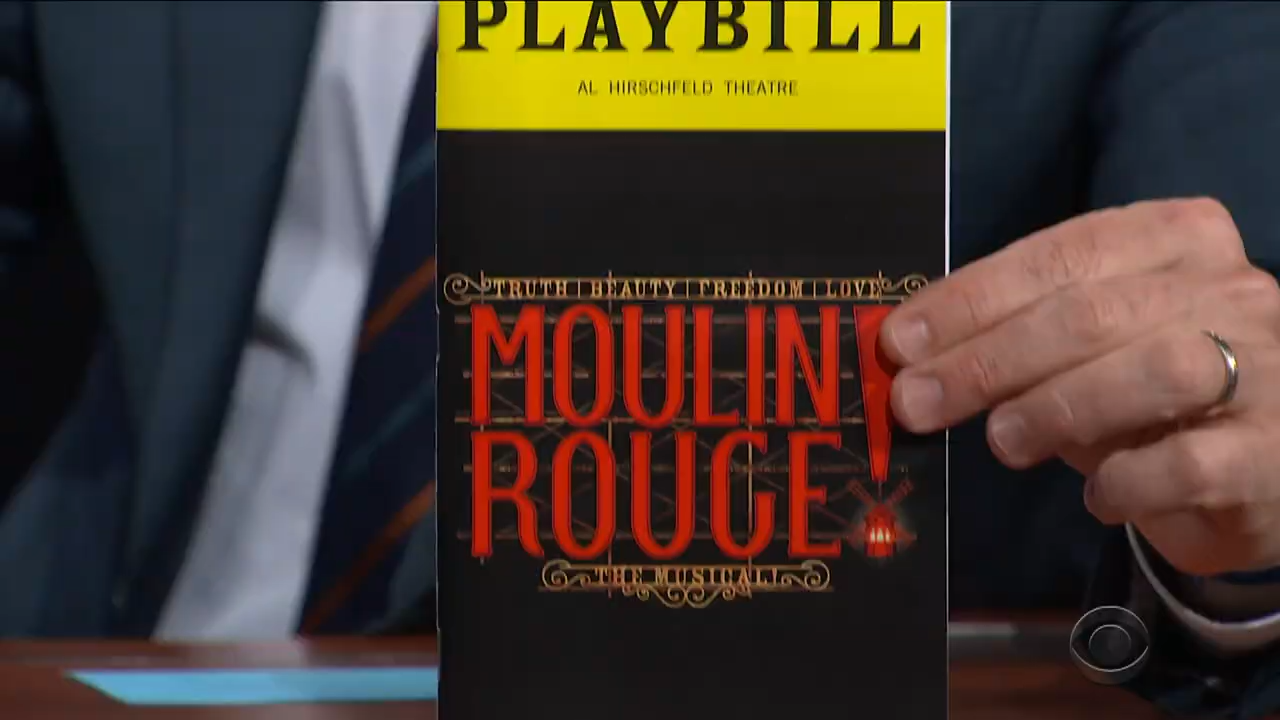 PLAYBILL
AL HIRSCHFELD THEATRE
TRUTH | BEAUTY | FREEDOM | LOVE
MOULIN
ROUGE!
THE MUSICAL!